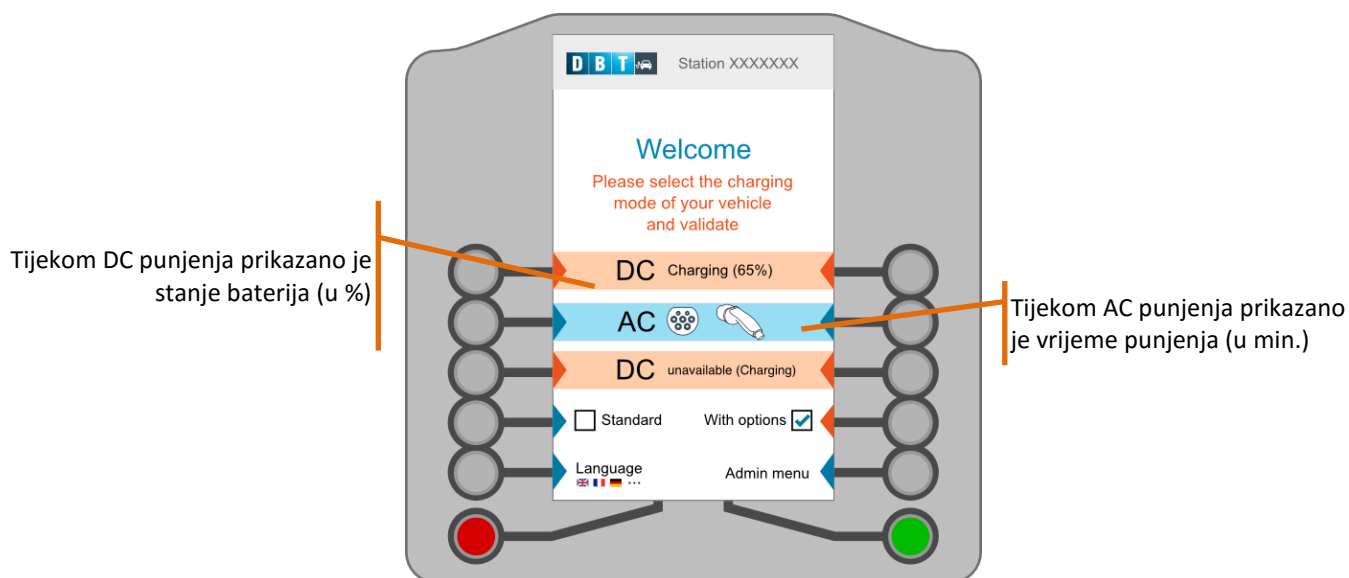 DBT Station XXXXXXX
Welcome
Please select the charging
mode of your vehicle
and validate
Tijekom DC punjenja prikazano je
stanje baterija (u %)
DC Charging (65%)
AC
Tijekom AC punjenja prikazano
je vrijeme punjenja (u min.)
DC unavailable (Charging)
Standard With options
Language Admin menu
...